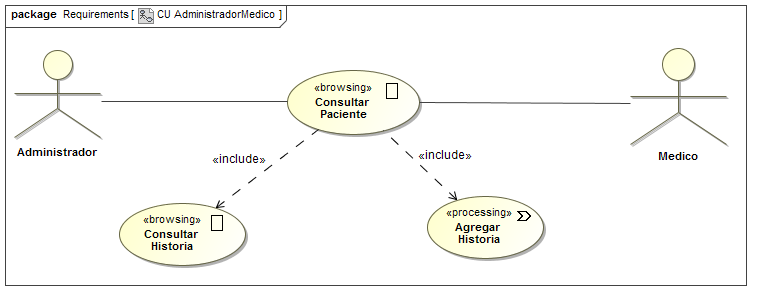 package Requirements [ CU AdministradorMedico ]
«browsing»
Consultar
Paciente
Administrador
Medico
«include»
«include»
«browsing»
Consultar
Historia
«processing»
Agregar
Historia